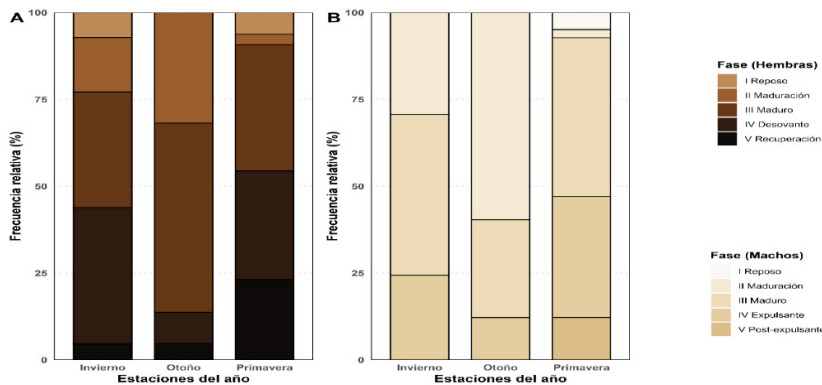 A
B
Frecuencia relativa (%)
100
75
50
25
0
Invierno
Otoño
Primavera
Estaciones del año
Frecuencia relativa (%)
100
75
50
25
0
Invierno
Otoño
Primavera
Estaciones del año
Fase (Hembras)
I Reposo
II Maduración
III Maduro
IV Desovante
V Recuperación
Fase (Machos)
I Reposo
II Maduración
III Maduro
IV Expulsante
V Post-expulsante